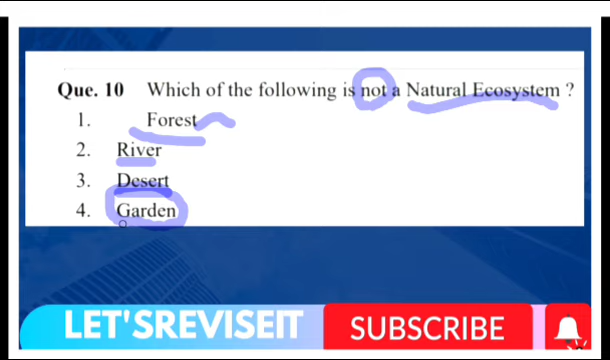 Que. 10 Which of the following is not a Natural Ecosystem ?
1. Forest
2. River
3. Desert
4. Garden
LET'SREVISEIT SUBSCRIBE